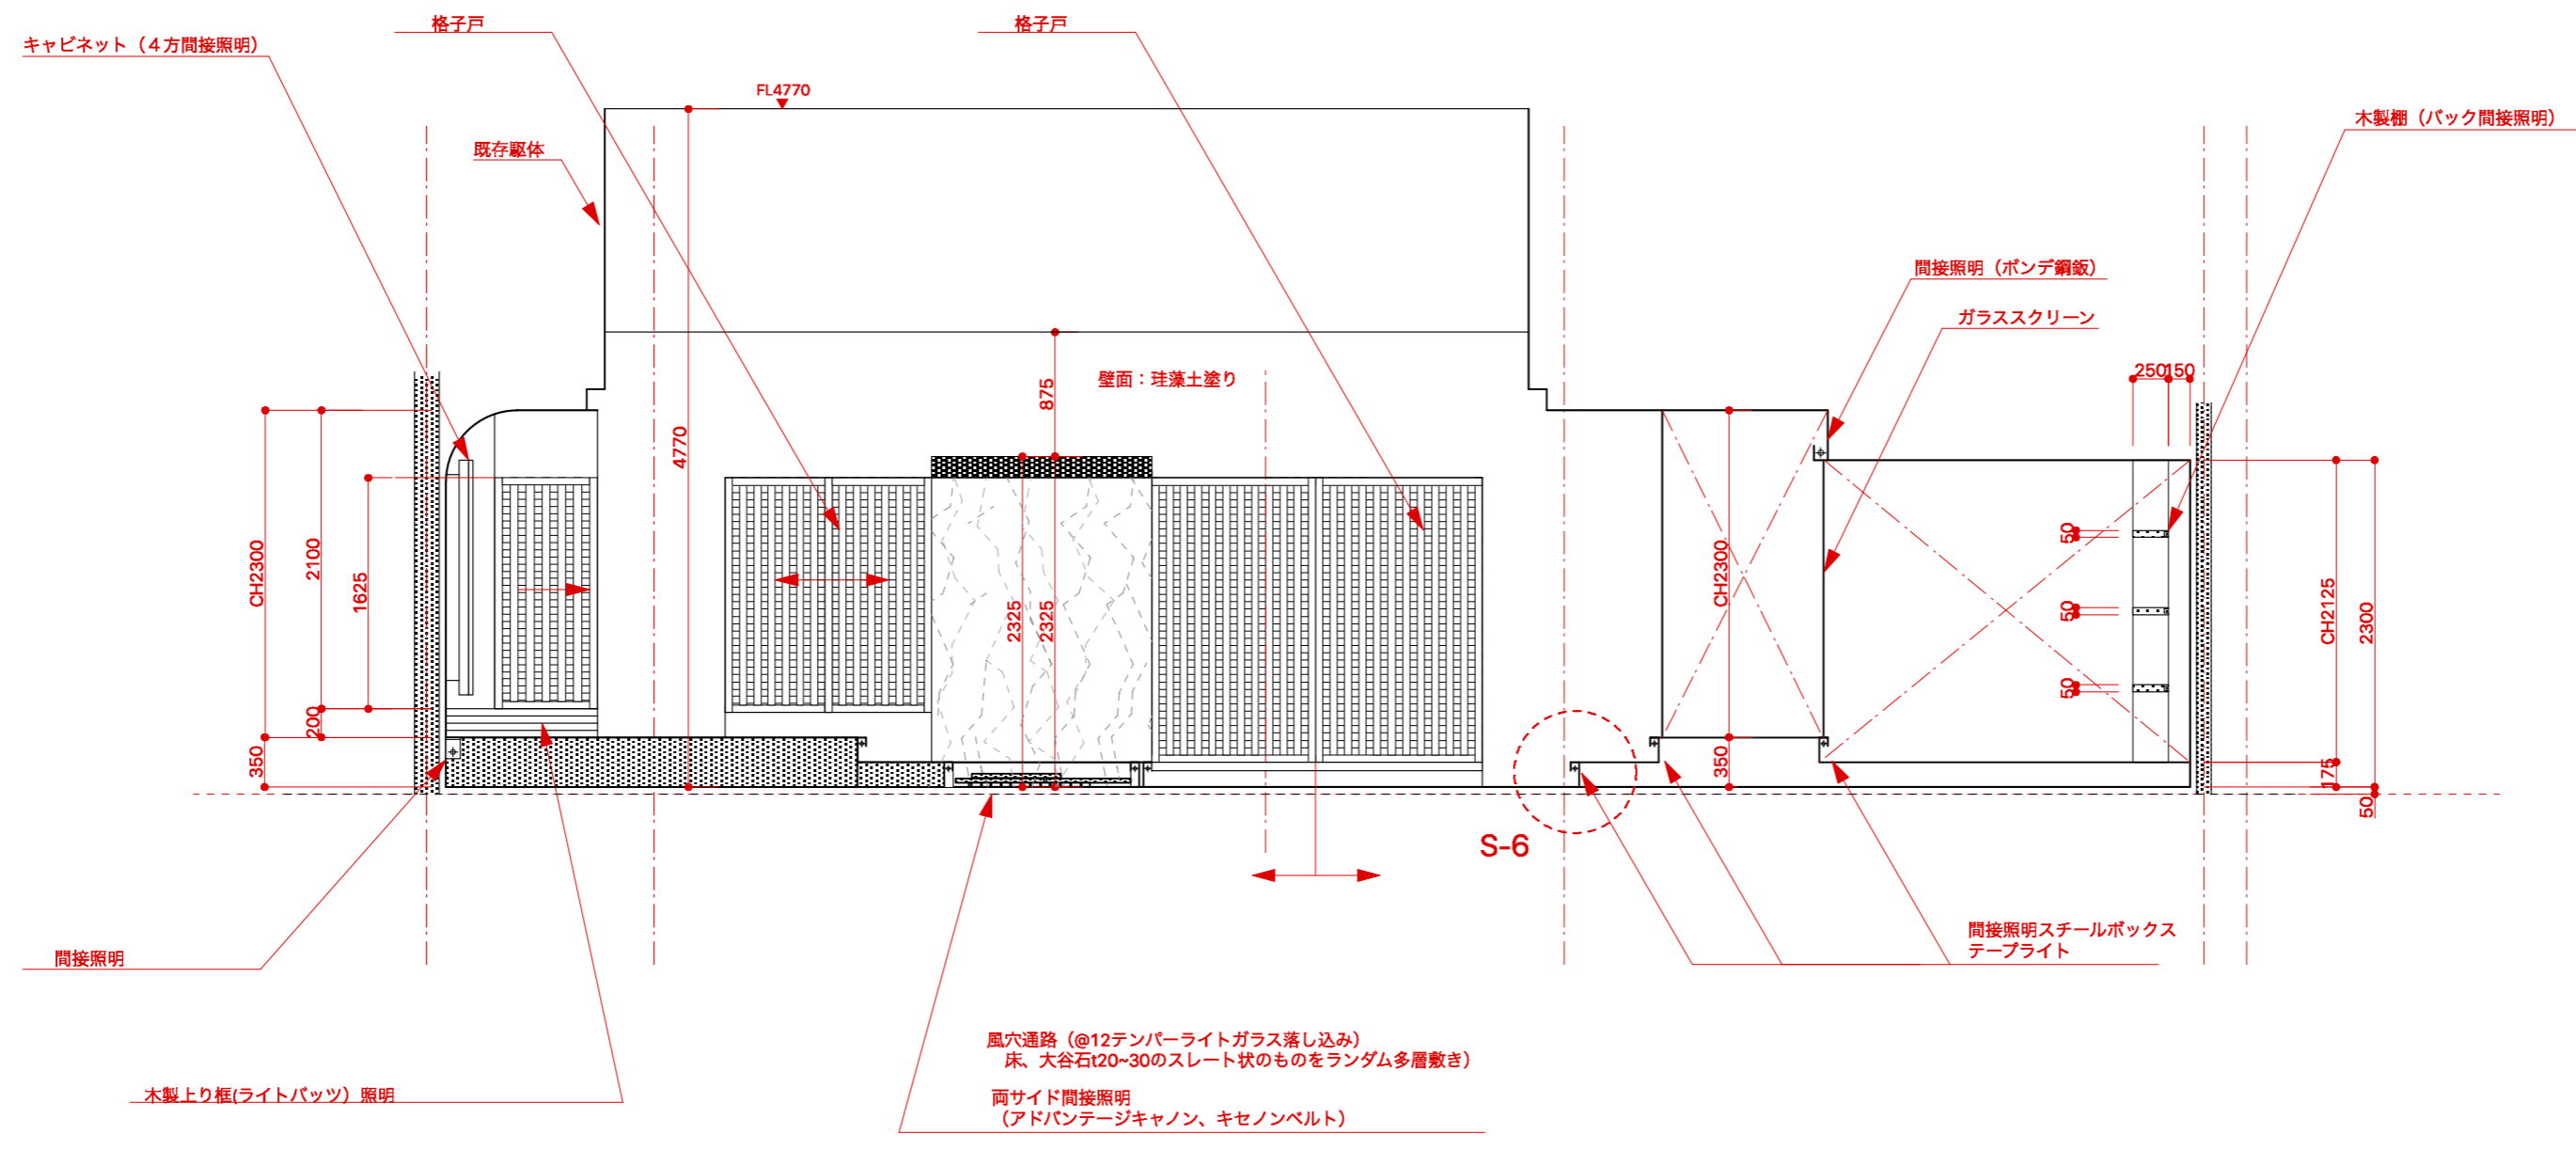 格子戸
格子戸
キャビネット（４方間接照明）
FL4770
木製棚（バック間接照明）
既存駆体
間接照明（ボンデ鋼鈑）
ガラススクリーン
250
150
壁面：珪藻土塗り
875
4770
CH2300
2100
1625
200
350
2325
2325
CH2300
350
50
50
50
CH2125
2300
175
50
S-6
間接照明スチールボックス
テープライト
間接照明
風穴通路（@12テンパーライトガラス落し込み）
床、大谷石t20~30のスレート状のものをランダム多層敷き）
両サイド間接照明
（アドバンテージキャノン、キセノンベルト）
木製上り框(ライトバッツ）照明